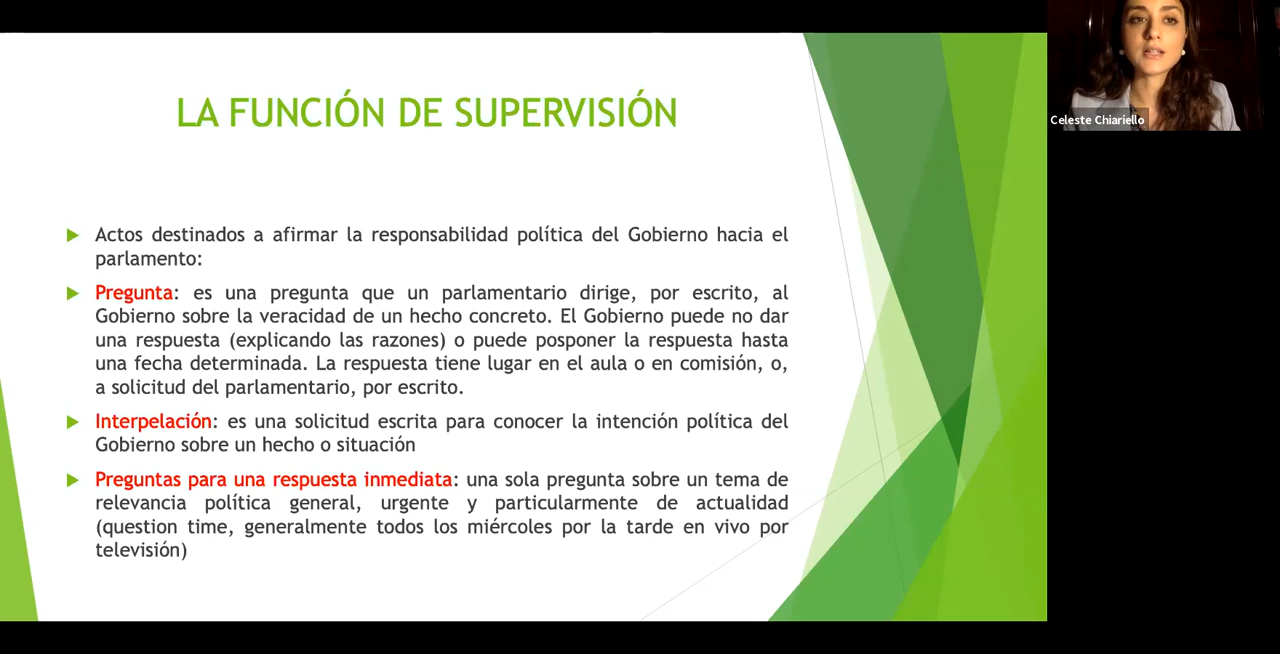 LA FUNCIÓN DE SUPERVISIÓN
Actos destinados a afirmar la responsabilidad política del Gobierno hacia el
parlamento:
Pregunta: es una pregunta que un parlamentario dirige, por escrito, al
Gobierno sobre la veracidad de un hecho concreto. El Gobierno puede no dar
una respuesta (explicando las razones) o puede posponer la respuesta hasta
una fecha determinada. La respuesta tiene lugar en el aula o en comisión, o,
a solicitud del parlamentario, por escrito.
Interpelación: es una solicitud escrita para conocer la intención política del
Gobierno sobre un hecho o situación
Preguntas para una respuesta inmediata: una sola pregunta sobre un tema de
relevancia política general, urgente y particularmente de actualidad
(question time, generalmente todos los miércoles por la tarde en vivo por
televisión)
Celeste Chiariello